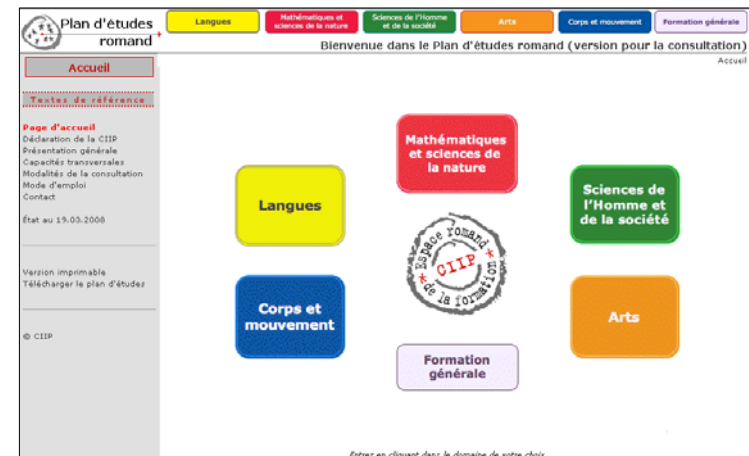 Plan d'études
romand
Langues
Mathématiques et
sciences de la nature
Sciences de l'Homme
et de la société
Arts
Corps et mouvement
Formation générale
Bienvenue dans le Plan d'études romand (version pour la consultation)
Accueil
Accueil
Textes de référence
Page d'accueil
Déclaration de la CIIP
Présentation générale
Capacités transversales
Modalités de la consultation
Mode d'emploi
Contact
État au 19.03.2008
Version imprimable
Télécharger le plan d'études
© CIIP
Mathématiques
et sciences de
la nature
Langues
Sciences de
l'Homme et
de la société
Espace romand
CIIP
de la formation
Corps et
mouvement
Arts
Formation
générale
Entrer en cliquant dans le domaine de votre choix